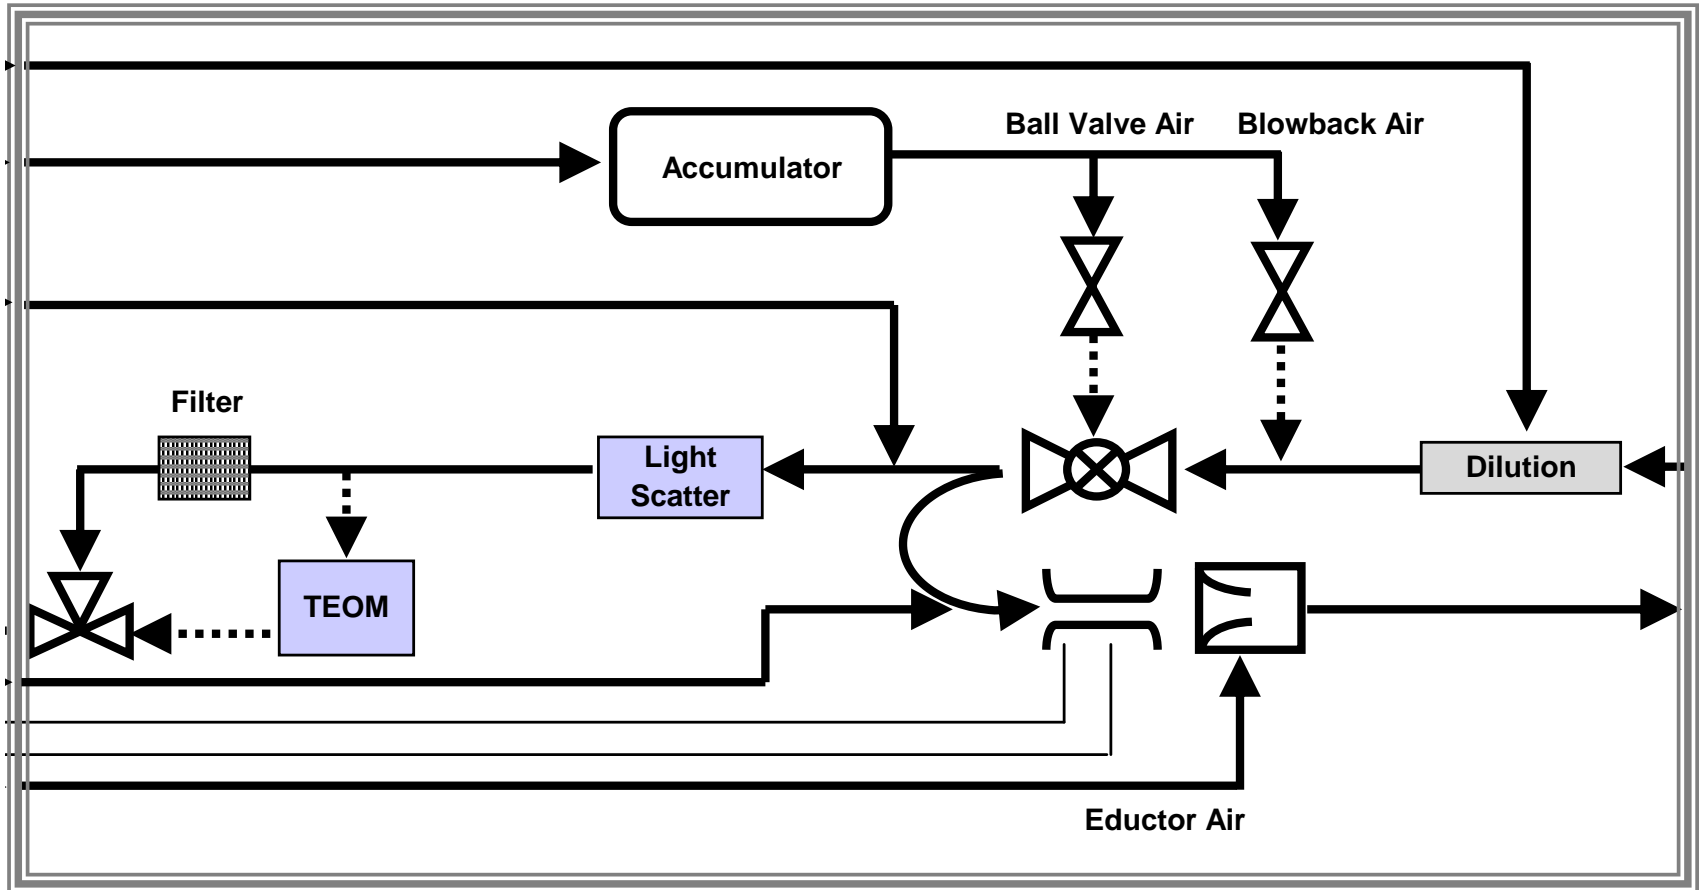 Ball Valve Air
Blowback Air
Accumulator
Filter
Light
Scatter
Dilution
TEOM
Eductor Air